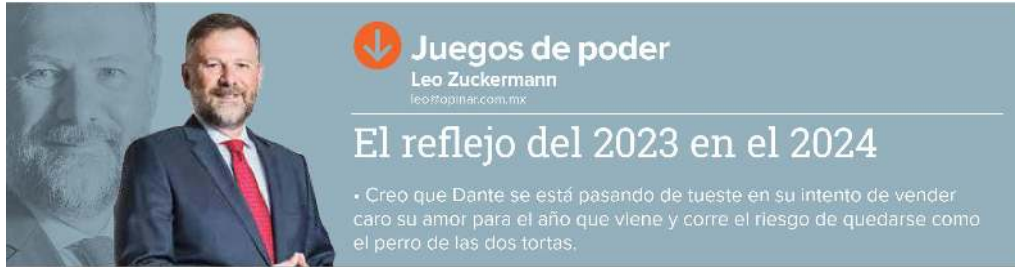 Juegos de poder
Leo Zuckermann
leo@opinar.com.mx
El reflejo del 2023 en el 2024
• Creo que Dante se está pasando de tueste en su intento de vender
caro su amor para el año que viene y corre el riesgo de quedarse como
el perro de las dos tortas.